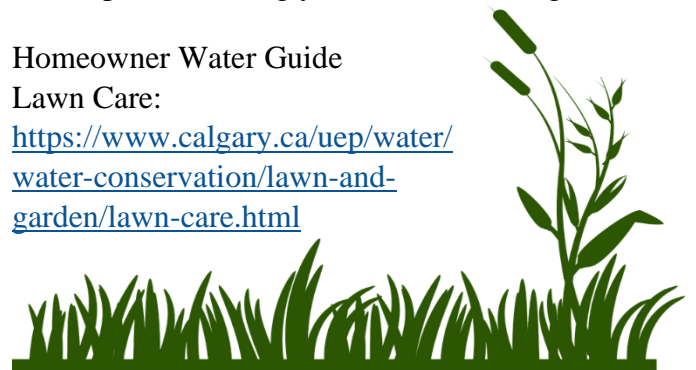 Homeowner Water Guide
Lawn Care:
https://www.calgary.ca/uep/water/
water-conservation/lawn-and-
garden/lawn-care.html